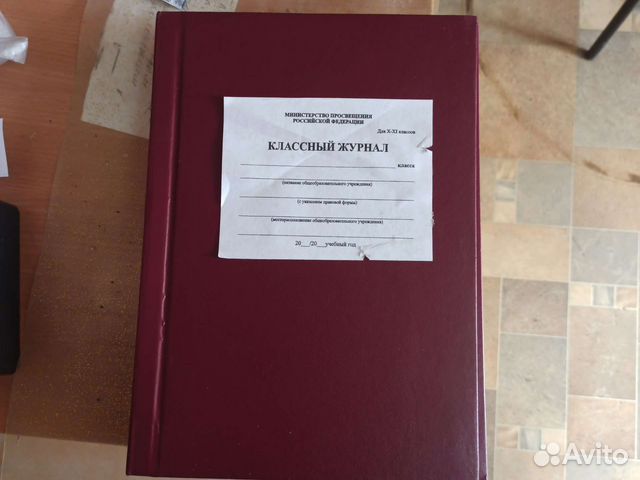 МИНИСТЕРСТВО ПРОСВЕЩЕНИЯ
РОССИЙСКОЙ ФЕДЕРАЦИИ
Для X-XI классов
КЛАССНЫЙ ЖУРНАЛ
класса
(название общеобразовательного учреждения)
(с указанием правовой формы)
(месторасположение общеобразовательного учреждения)
20___/20___учебный год
Avito